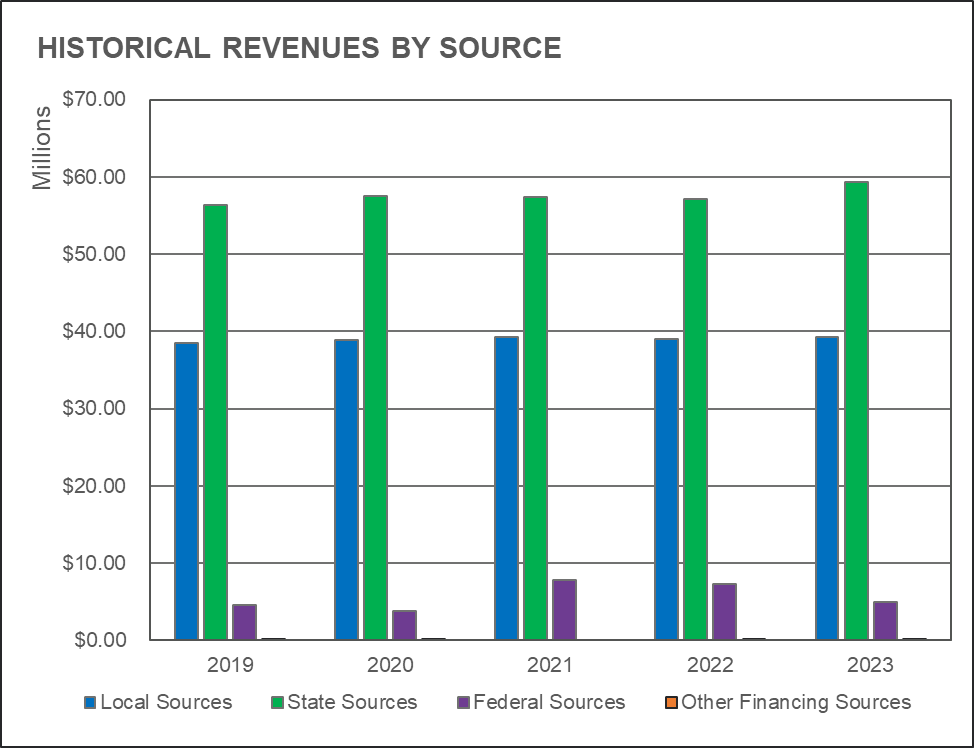 HISTORICAL REVENUES BY SOURCE
Millions
$70.00
$60.00
$50.00
$40.00
$30.00
$20.00
$10.00
$0.00
2019 2020 2021 2022 2023
Local Sources State Sources Federal Sources Other Financing Sources